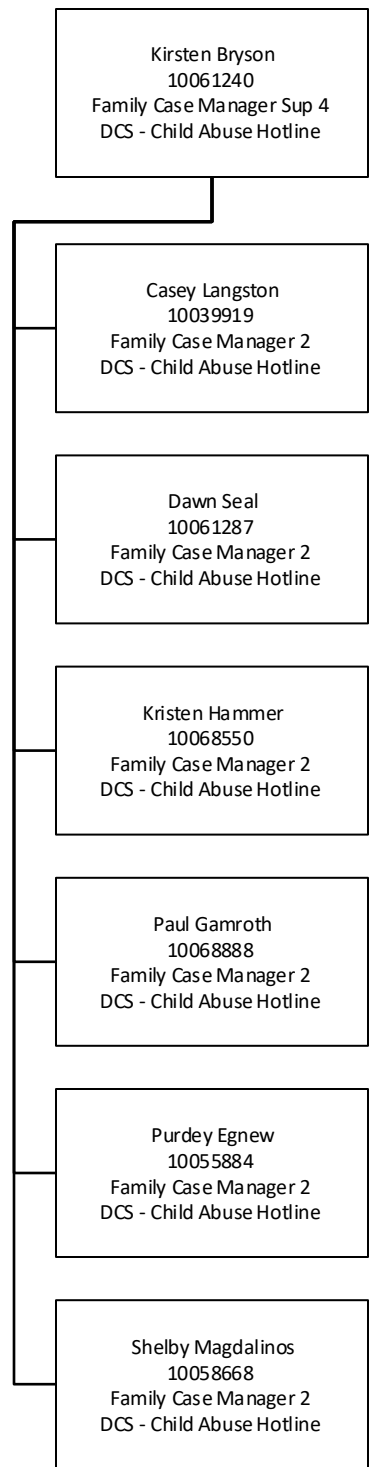 Kirsten Bryson
10061240
Family Case Manager Sup 4
DCS - Child Abuse Hotline
Casey Langston
10039919
Family Case Manager 2
DCS - Child Abuse Hotline
Dawn Seal
10061287
Family Case Manager 2
DCS - Child Abuse Hotline
Kristen Hammer
10068550
Family Case Manager 2
DCS - Child Abuse Hotline
Paul Gamroth
10068888
Family Case Manager 2
DCS - Child Abuse Hotline
Purdey Egnew
10055884
Family Case Manager 2
DCS - Child Abuse Hotline
Shelby Magdalinos
10058668
Family Case Manager 2
DCS - Child Abuse Hotline